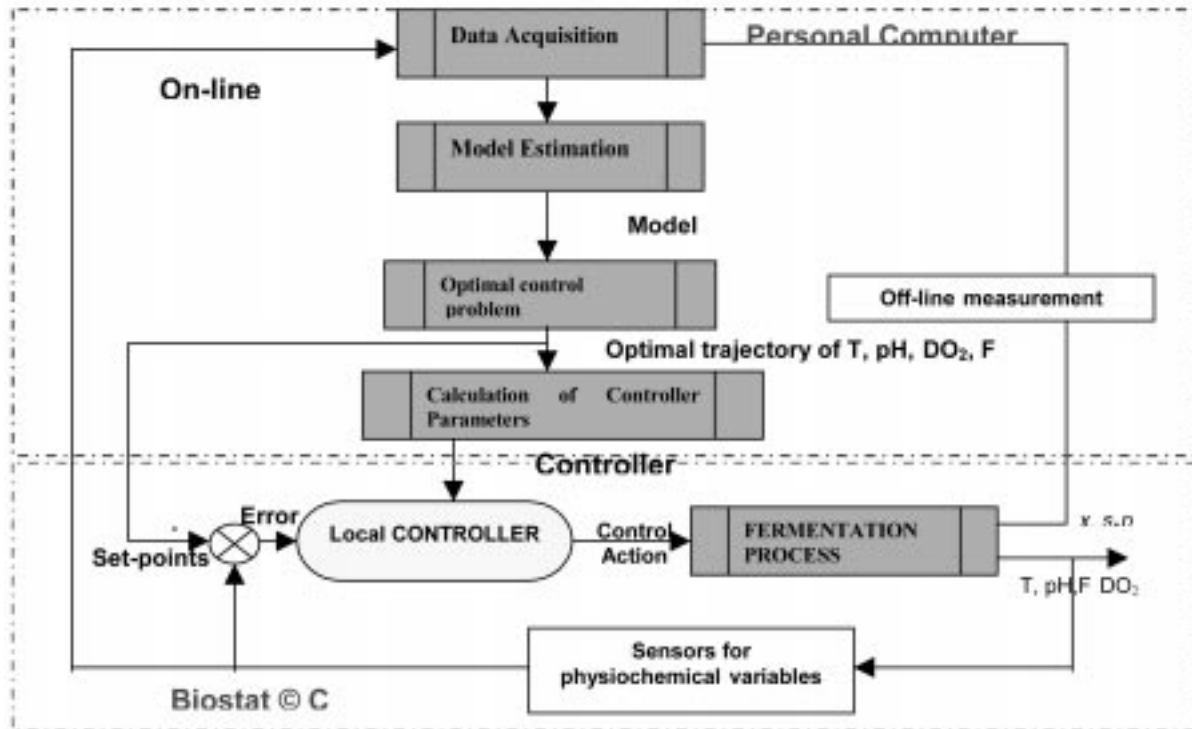 Data Acquisition
Personal Computer
On-line
Model Estimation
Model
Optimal control
problem
Off-line measurement
Optimal trajectory of T, pH, DO₂, F
Calculation of Controller
Parameters
Controller
Error
Local CONTROLLER
Control
Action
FERMENTATION
PROCESS
Set-points
T, pH,F DO₂
Sensors for
physiochemical variables
Biostat © C